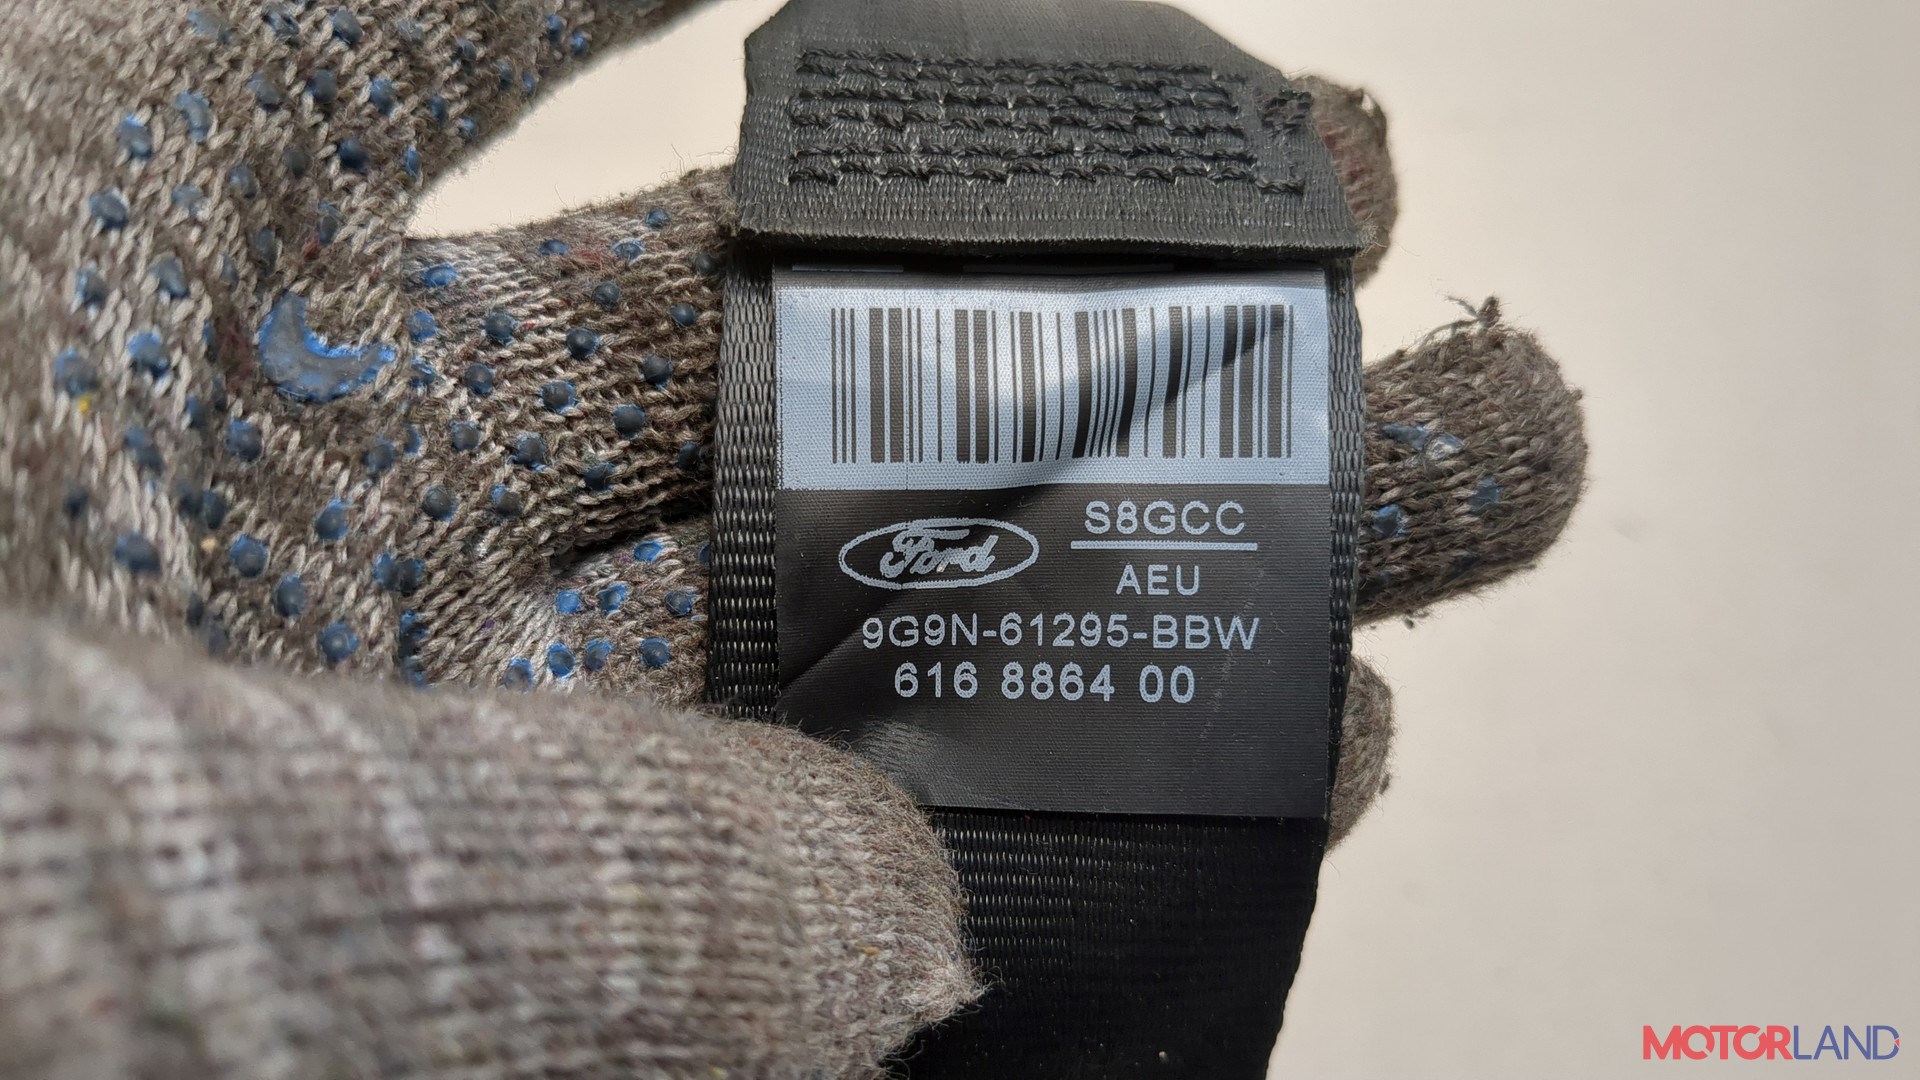 Ford
S8GCC
AEU
9G9N-61295-BBW
616 8864 00
MOTORLAND